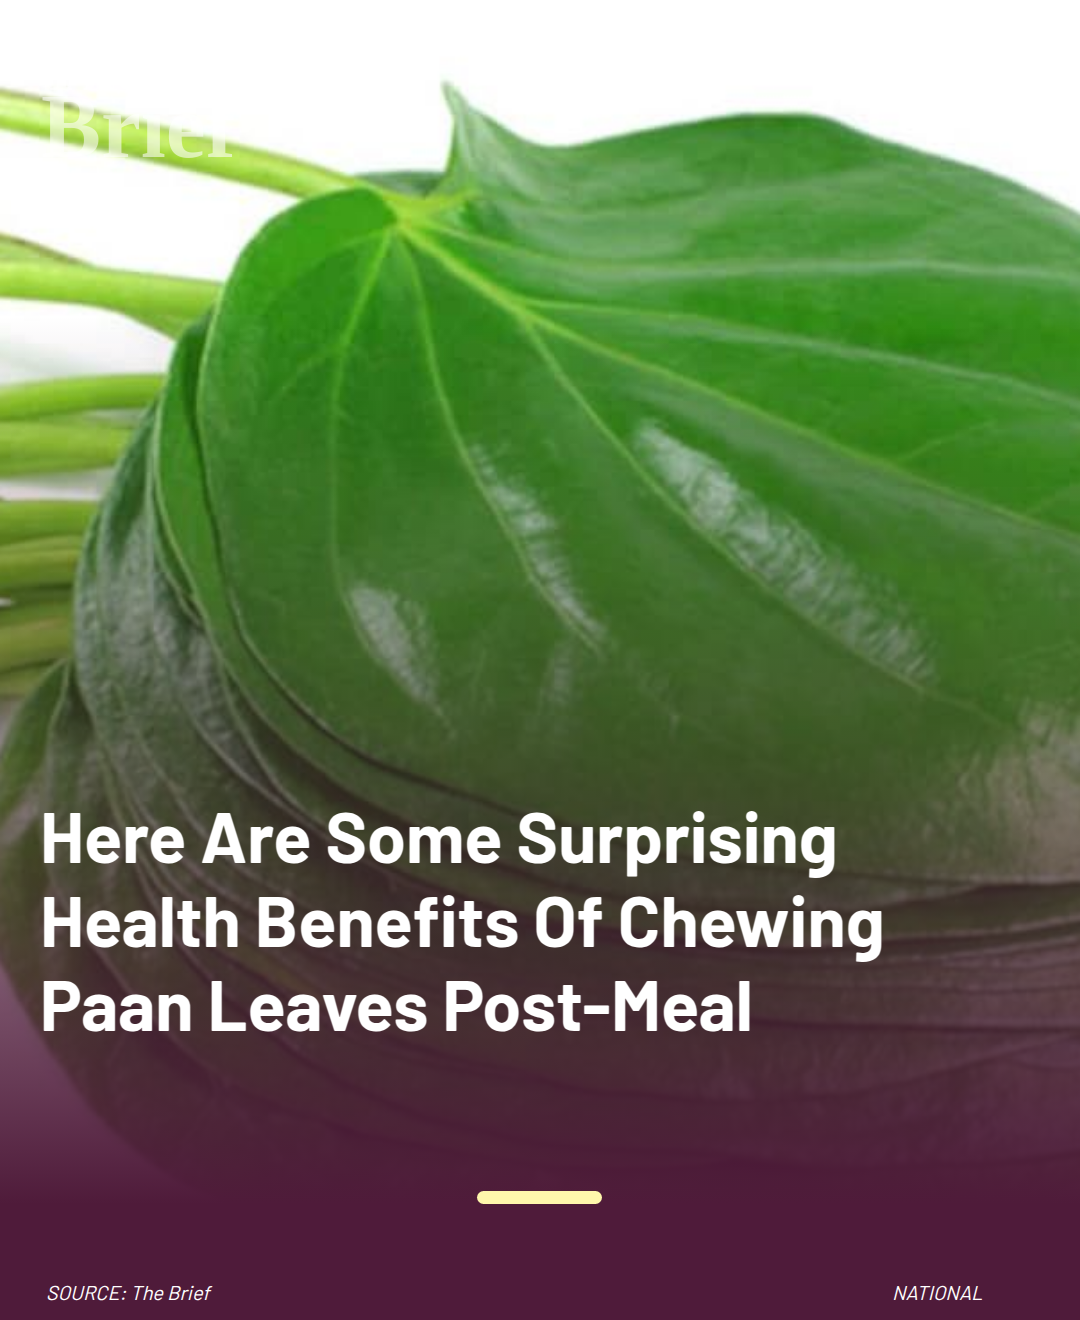 Brief
Here Are Some Surprising
Health Benefits Of Chewing
Paan Leaves Post-Meal
SOURCE: The Brief
NATIONAL